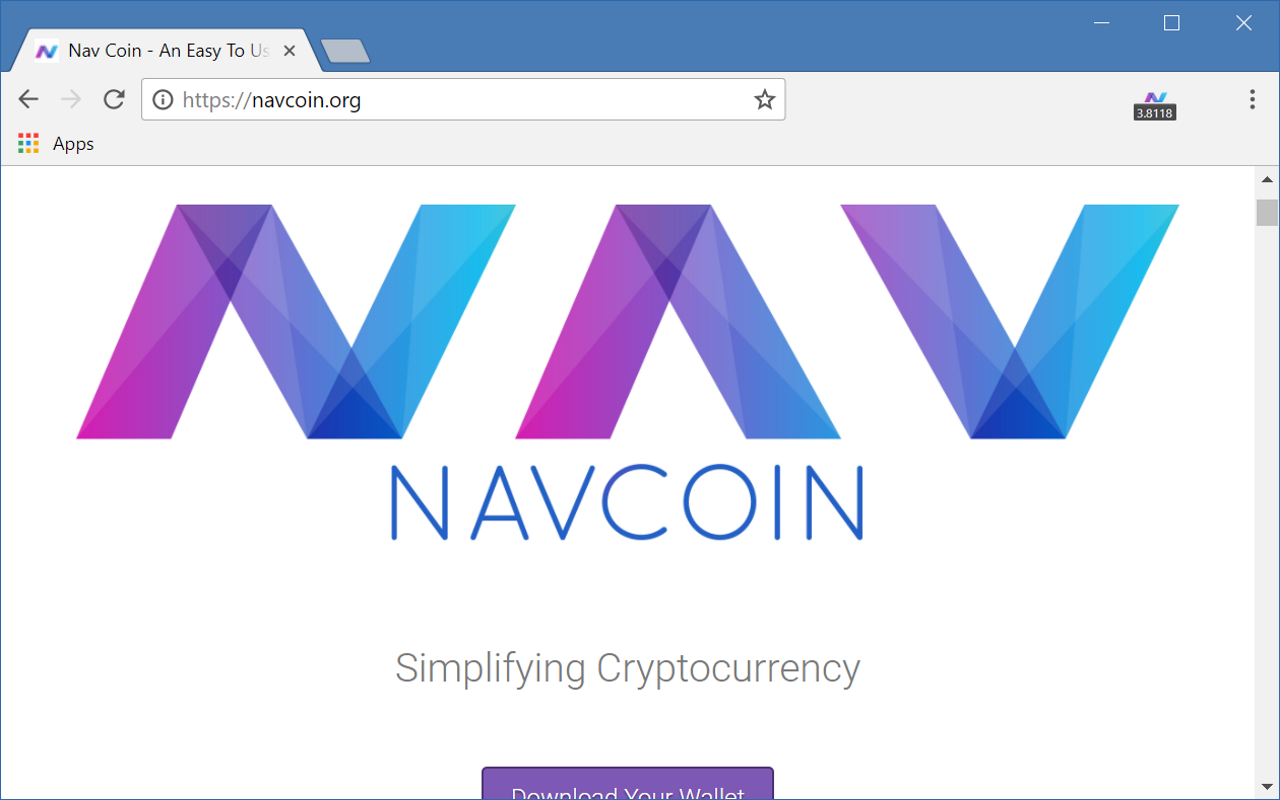 Nav Coin - An Easy To Us
https://navcoin.org
3.8118
Apps
NAV
NAVCOIN
Simplifying Cryptocurrency
Download Your Wallet